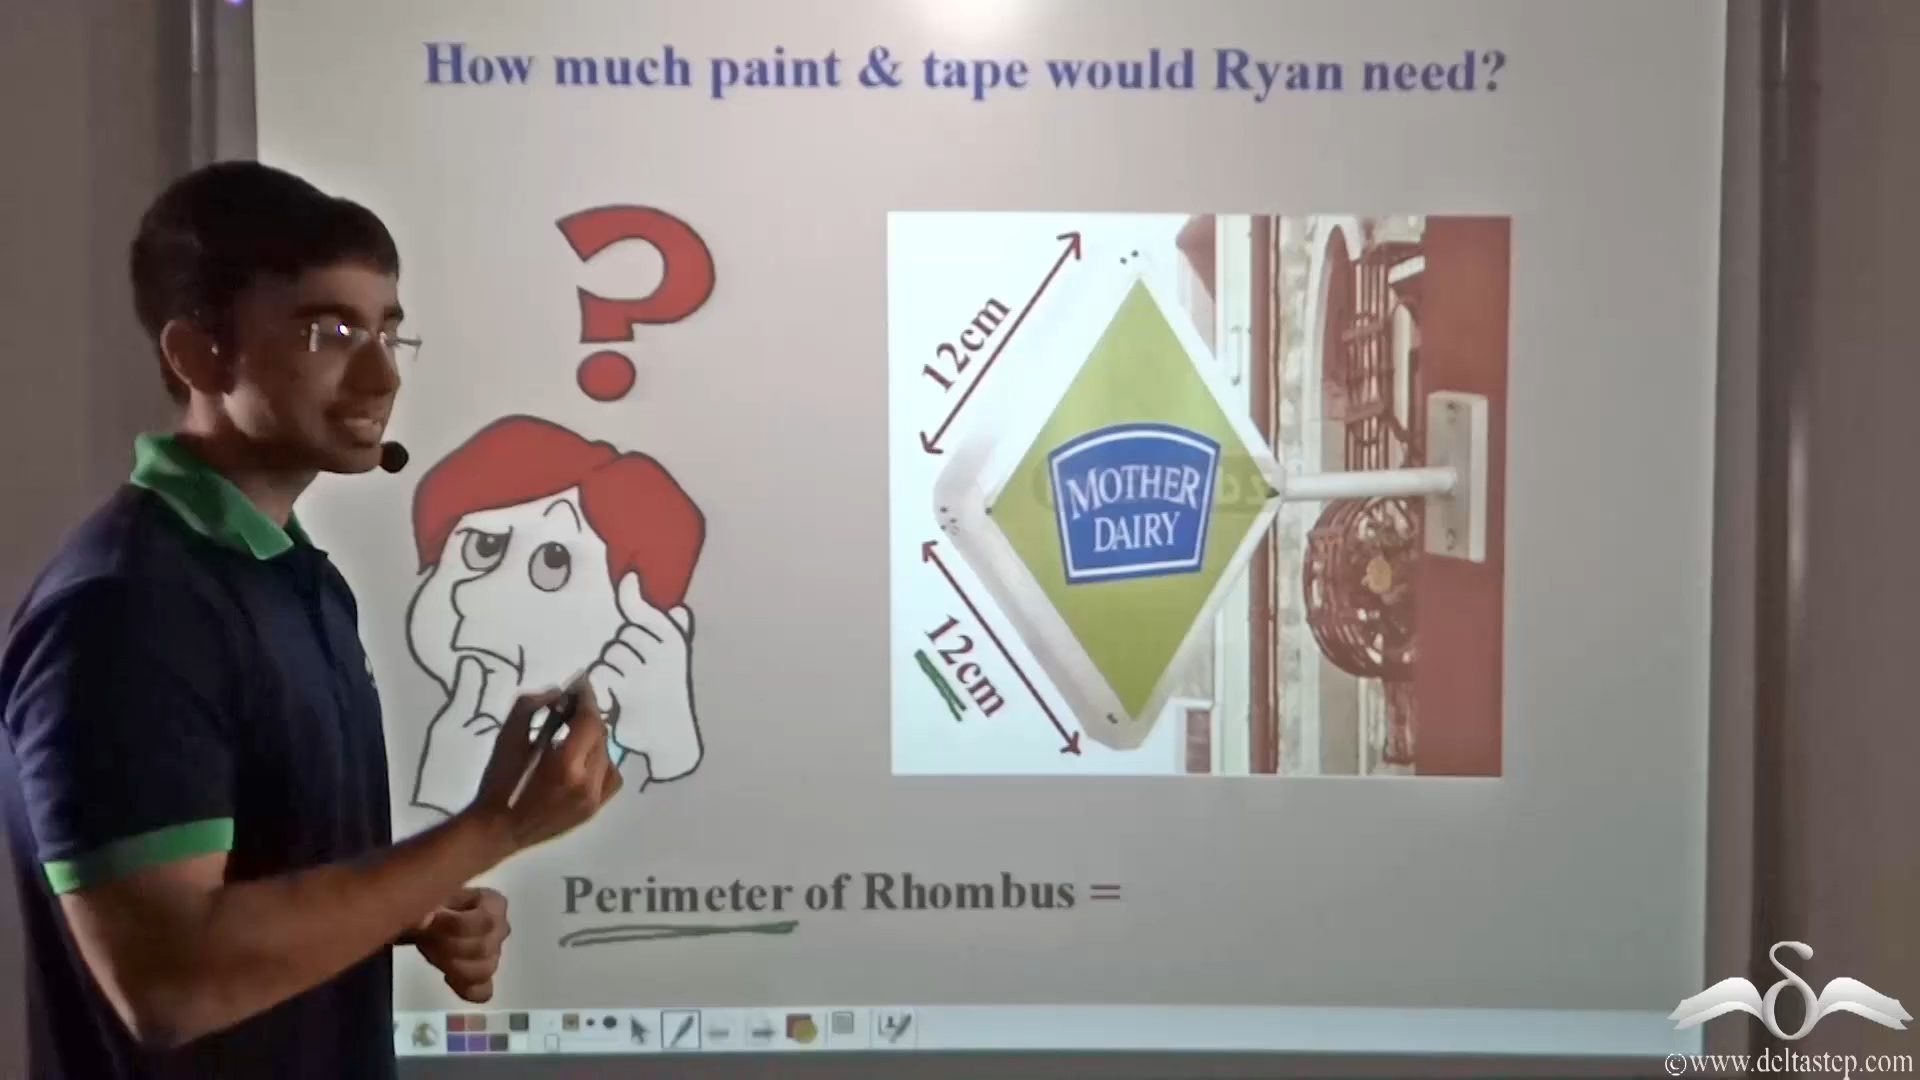 How much paint & tape would Ryan need?
12cm
MOTHER
DAIRY
12cm
Perimeter of Rhombus =
©www.deltastep.com